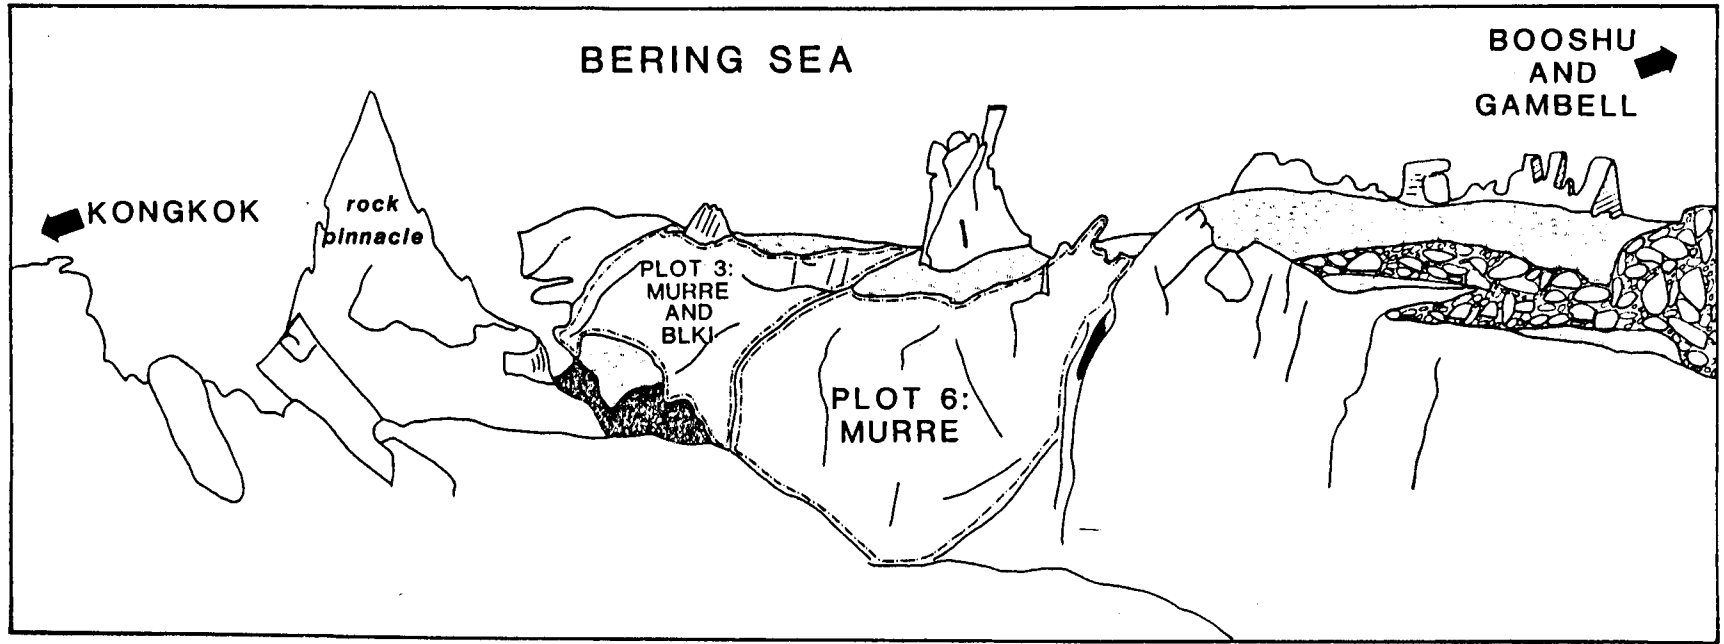 BERING SEA
BOOSHU
AND
GAMBELL
KONGKOK
rock
pinnacle
PLOT 3:
MURRE
AND
BLKI
PLOT 6:
MURRE